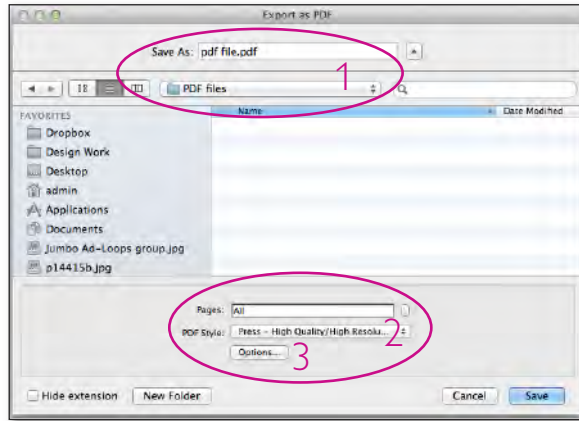 Export as PDF
Save As: pdf file.pdf
1
PDF files
FAVORITES
Name
Date Modified
Dropbox
Design Work
Desktop
admin
Applications
Documents
Jumbo Ad-Loops group.jpg
p14415b.jpg
Pages: All
PDF Style: Press - High Quality/High Resolu...
2
Options...
3
Hide extension
New Folder
Cancel
Save